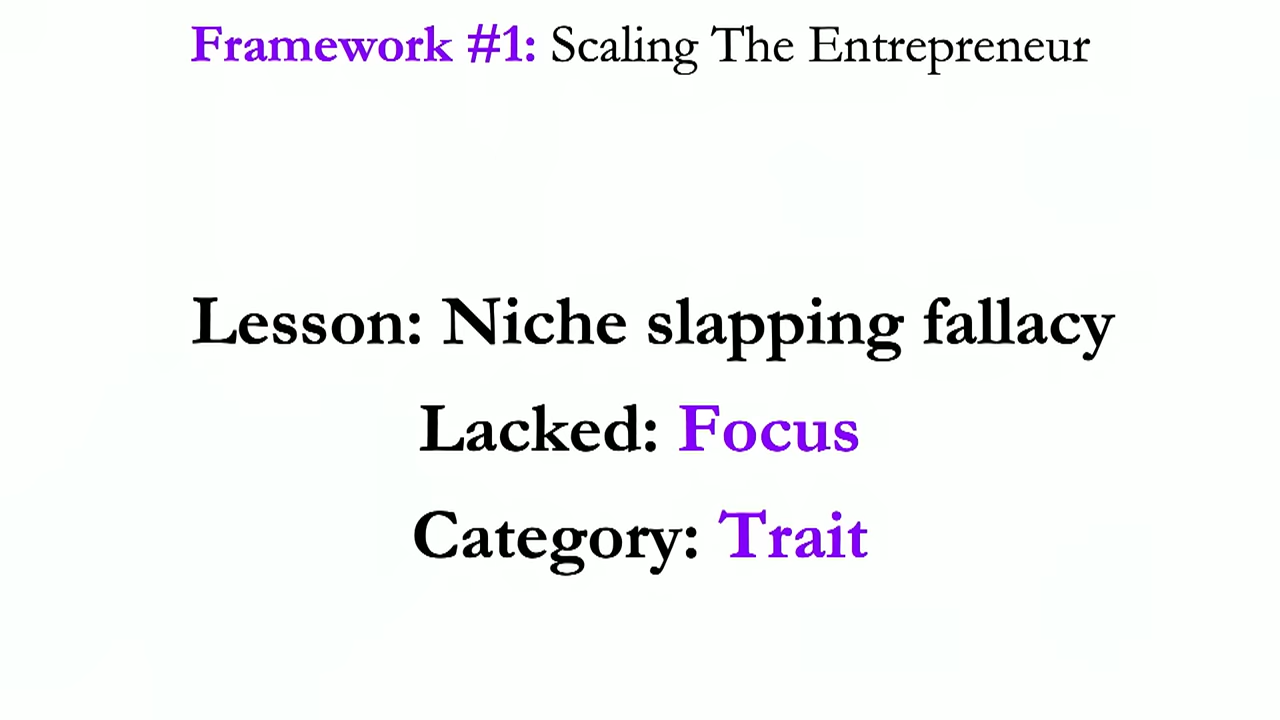 Framework #1: Scaling The Entrepreneur
Lesson: Niche slapping fallacy
Lacked: Focus
Category: Trait